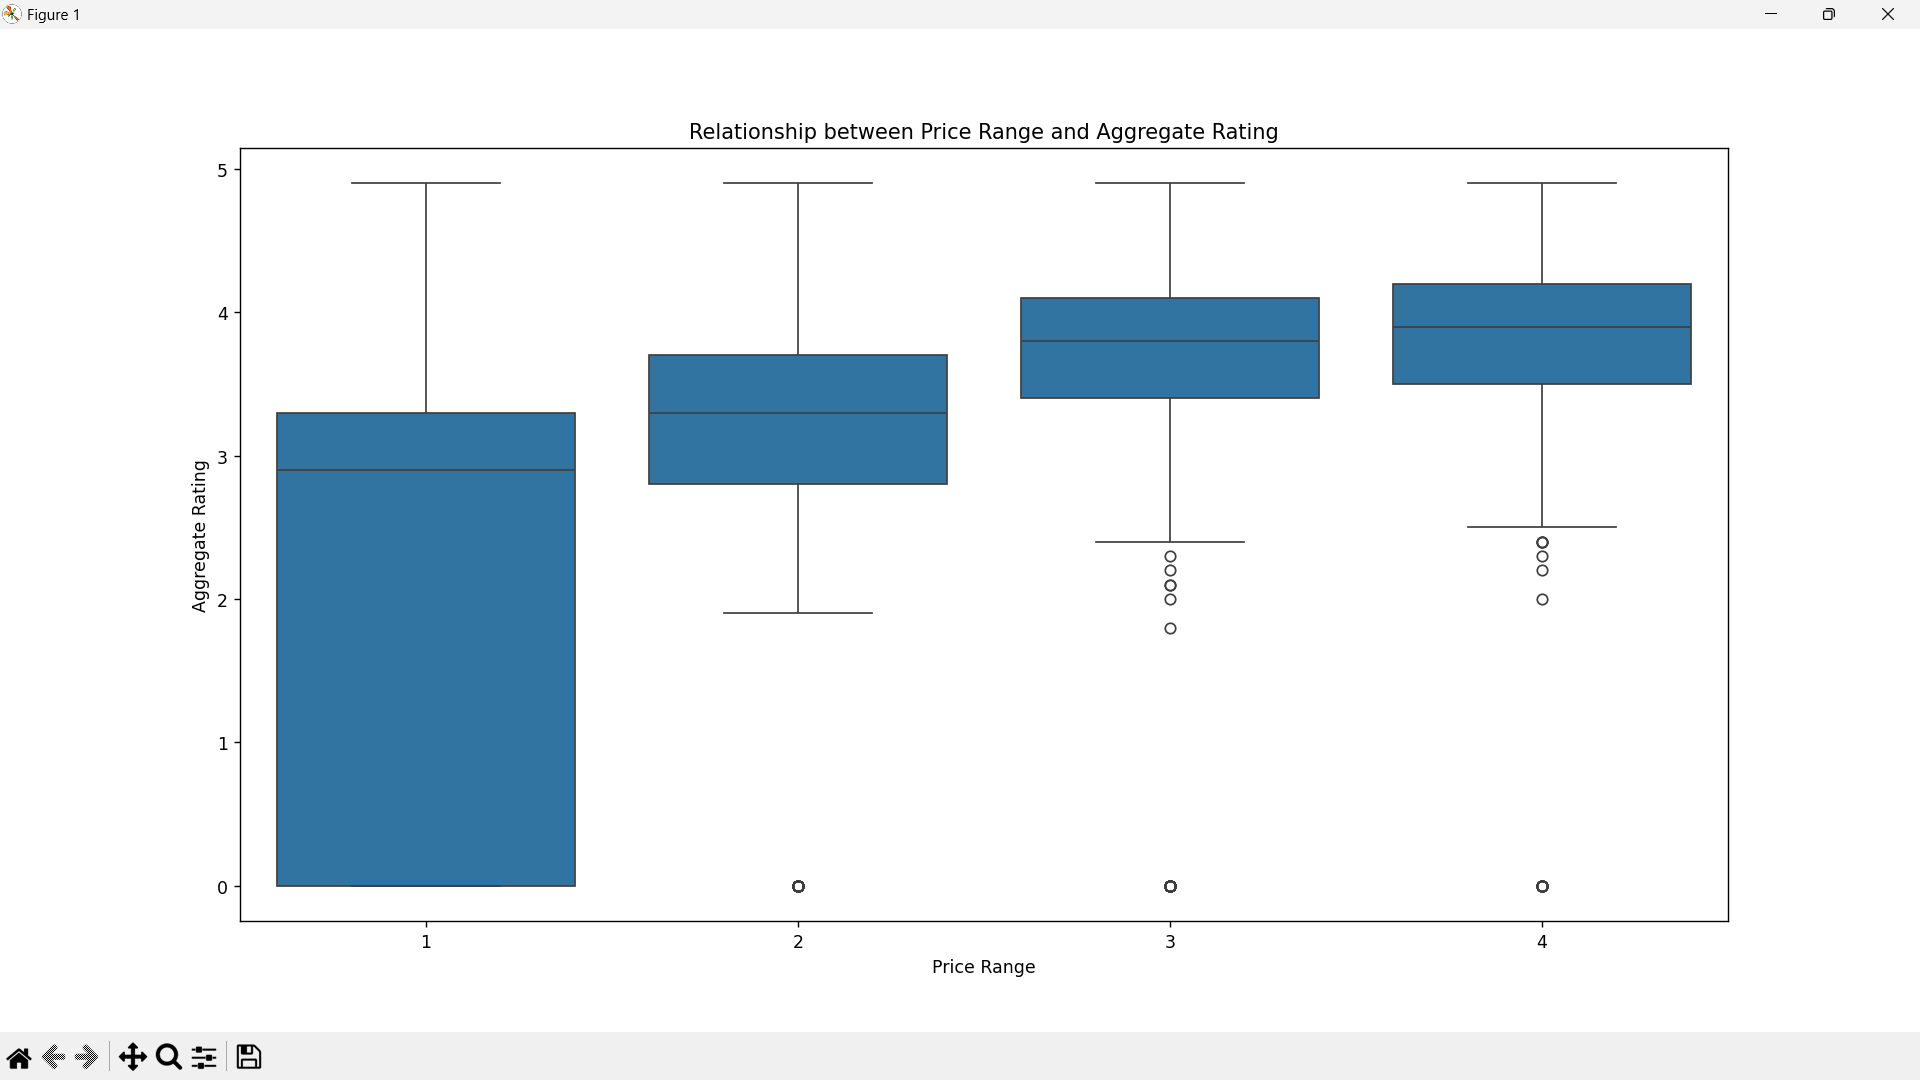 Figure 1
Relationship between Price Range and Aggregate Rating
5
4
3
2
1
0
Aggregate Rating
1 2 3 4
Price Range